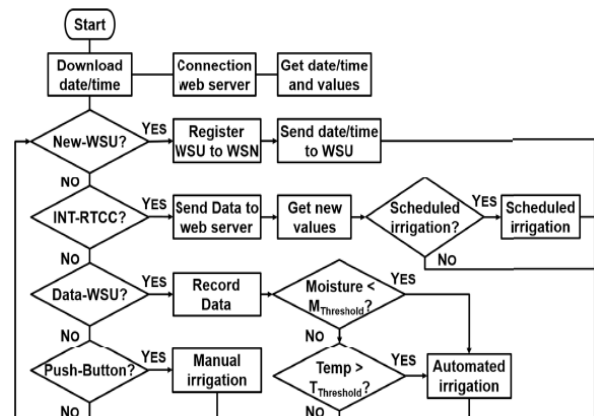 Start
Download
date/time
Connection
web server
Get date/time
and values
New-WSU?
YES
Register
WSU to WSN
Send date/time
to WSU
NO
INT-RTCC?
YES
Send Data to
web server
Get new
values
Scheduled
irrigation?
YES
Scheduled
irrigation
NO
NO
Data-WSU?
YES
Record
Data
Moisture <
MThreshold?
YES
NO
NO
Push-Button?
YES
Manual
irrigation
Temp >
TThreshold?
YES
Automated
irrigation
NO
NO